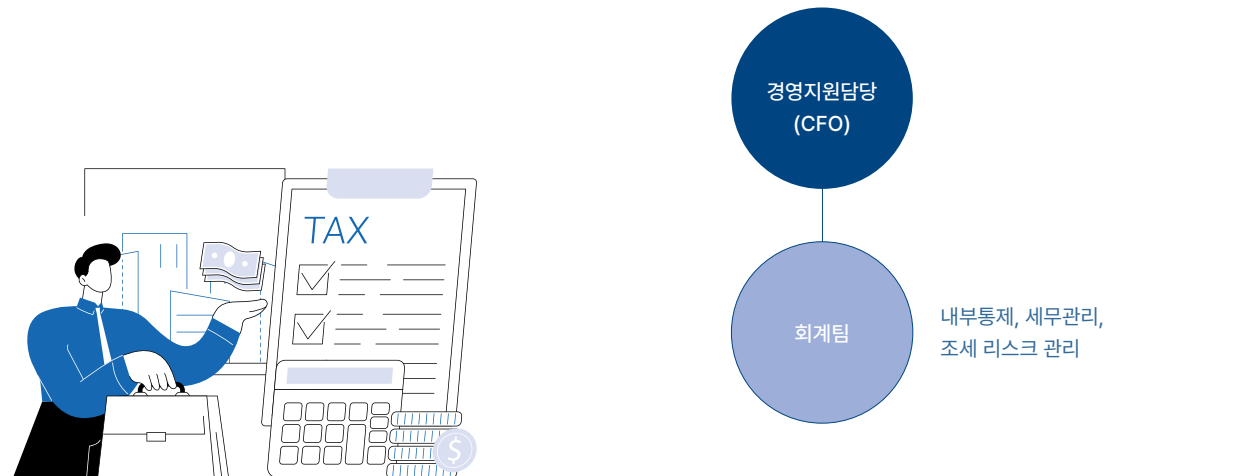 경영지원담당
(CFO)
TAX
회계팀
내부통제, 세무관리,
조세 리스크 관리
$